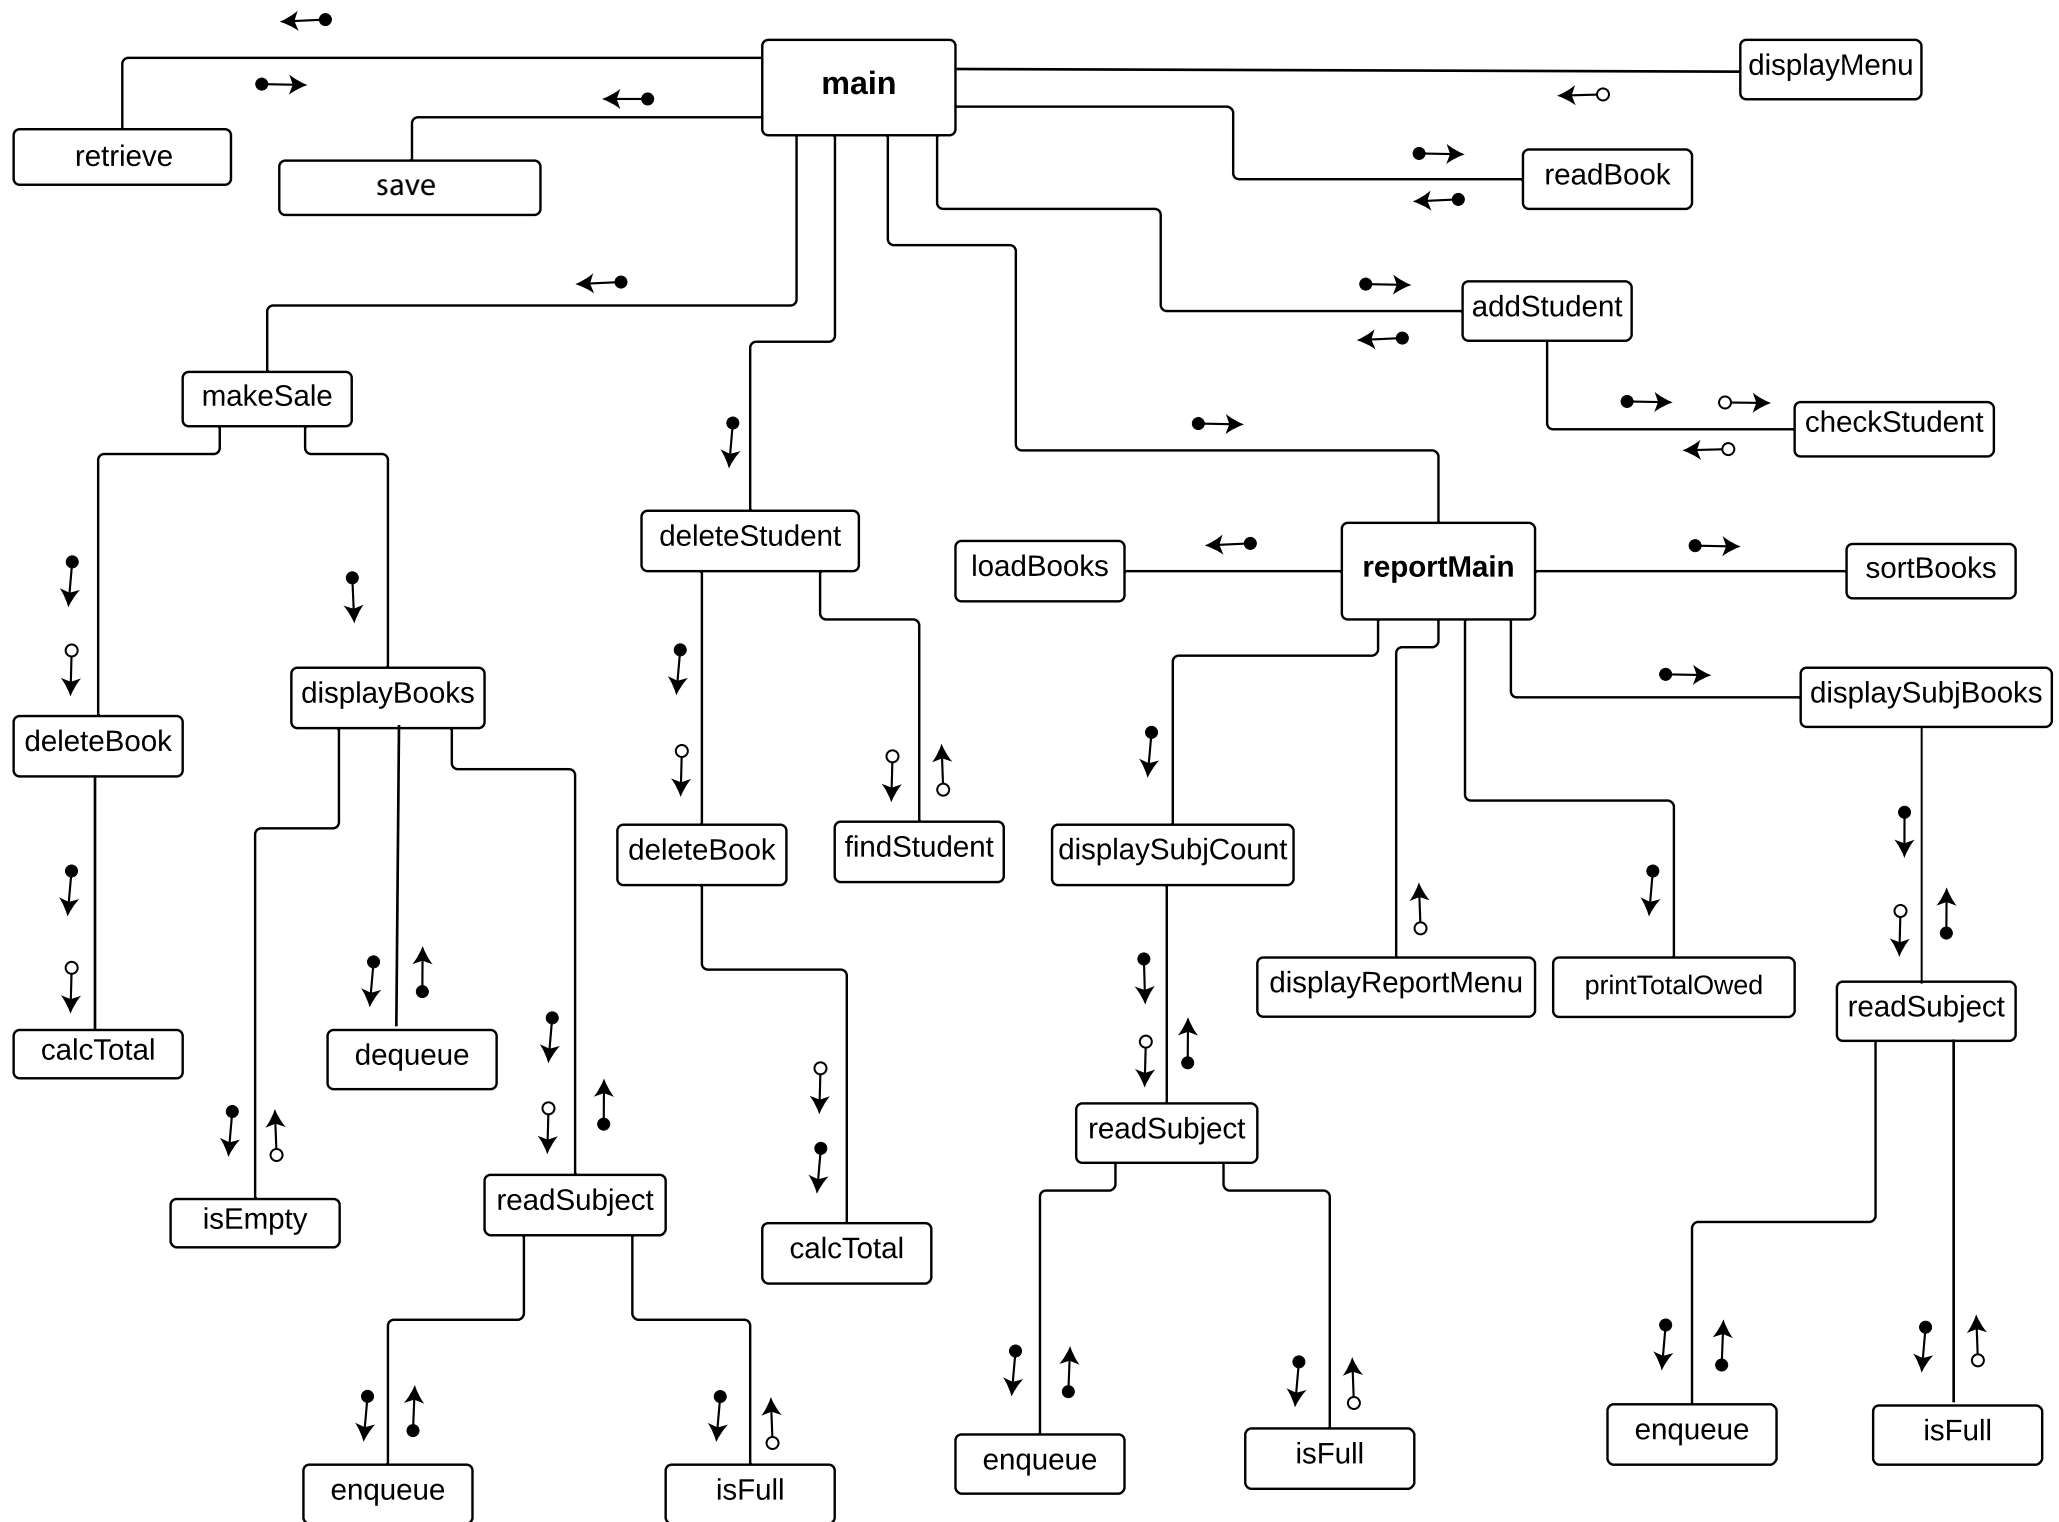 main
displayMenu
retrieve
save
readBook
addStudent
makeSale
checkStudent
deleteStudent
loadBooks
reportMain
sortBooks
displayBooks
displaySubjBooks
deleteBook
deleteBook
findStudent
displaySubjCount
displayReportMenu
printTotalOwed
readSubject
calcTotal
dequeue
readSubject
isEmpty
readSubject
calcTotal
enqueue
isFull
enqueue
isFull
enqueue
isFull